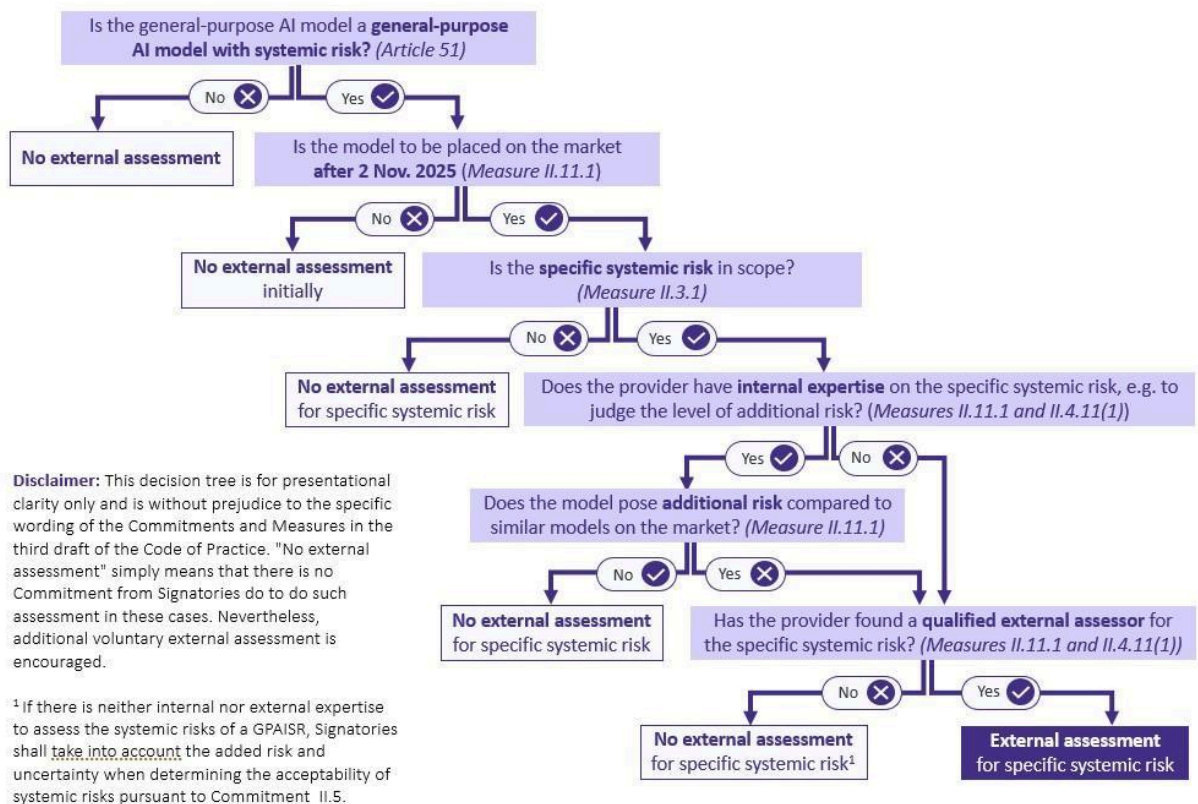 Is the general-purpose AI model a general-purpose
AI model with systemic risk? (Article 51)
No
Yes
No external assessment
Is the model to be placed on the market
after 2 Nov. 2025 (Measure II.11.1)
No
Yes
No external assessment
initially
Is the specific systemic risk in scope?
(Measure II.3.1)
No
Yes
No external assessment
for specific systemic risk
Does the provider have internal expertise on the specific systemic risk, e.g. to
judge the level of additional risk? (Measures II.11.1 and II.4.11(1))
Yes
No
Does the model pose additional risk compared to
similar models on the market? (Measure II.11.1)
No
Yes
No external assessment
for specific systemic risk
Has the provider found a qualified external assessor for
the specific systemic risk? (Measures II.11.1 and II.4.11(1))
No
Yes
No external assessment
for specific systemic risk¹
External assessment
for specific systemic risk
Disclaimer: This decision tree is for presentational
clarity only and is without prejudice to the specific
wording of the Commitments and Measures in the
third draft of the Code of Practice. "No external
assessment" simply means that there is no
Commitment from Signatories do to do such
assessment in these cases. Nevertheless,
additional voluntary external assessment is
encouraged.
¹ If there is neither internal nor external expertise
to assess the systemic risks of a GPAISR, Signatories
shall take into account the added risk and
uncertainty when determining the acceptability of
systemic risks pursuant to Commitment II.5.